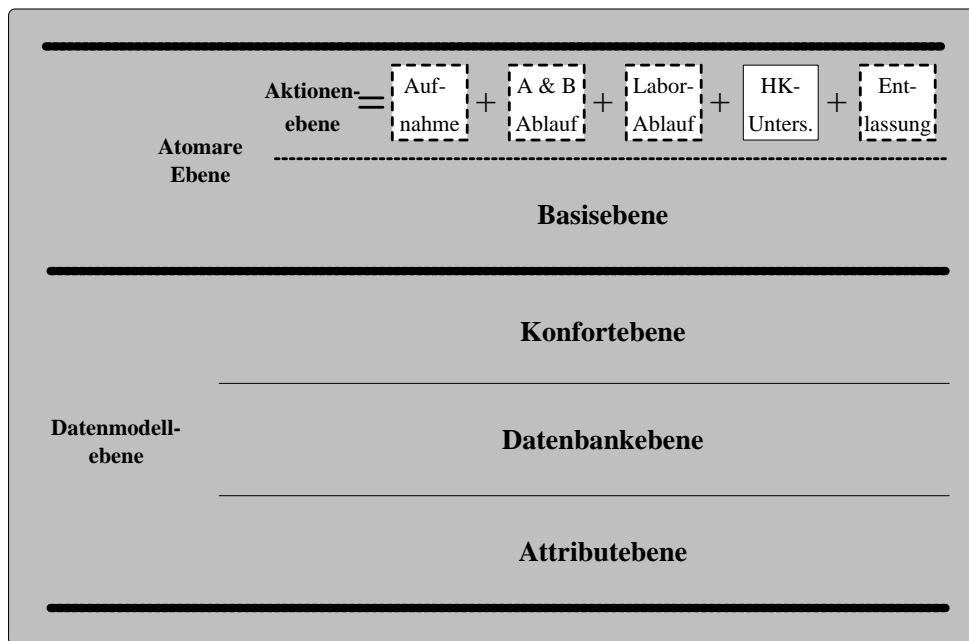 Aktionen-
ebene
=
Auf-
nahme
+
A & B
Ablauf
+
Labor-
Ablauf
+
HK-
Unters.
+
Ent-
lassung
Atomare
Ebene
Basisebene
Konfortebene
Datenmodell-
ebene
Datenbankebene
Attributebene